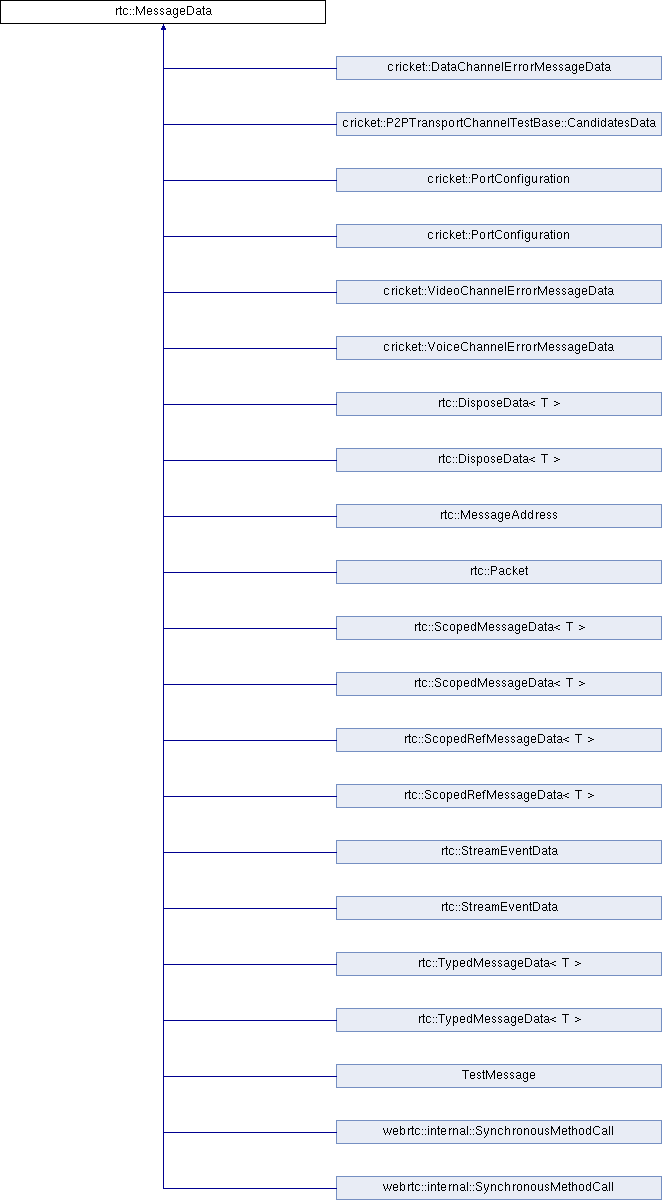 rtc::MessageData
cricket::DataChannelErrorMessageData
cricket::P2PTransportChannelTestBase::CandidatesData
cricket::PortConfiguration
cricket::PortConfiguration
cricket::VideoChannelErrorMessageData
cricket::VoiceChannelErrorMessageData
rtc::DisposeData< T >
rtc::DisposeData< T >
rtc::MessageAddress
rtc::Packet
rtc::ScopedMessageData< T >
rtc::ScopedMessageData< T >
rtc::ScopedRefMessageData< T >
rtc::ScopedRefMessageData< T >
rtc::StreamEventData
rtc::StreamEventData
rtc::TypedMessageData< T >
rtc::TypedMessageData< T >
TestMessage
webrtc::internal::SynchronousMethodCall
webrtc::internal::SynchronousMethodCall